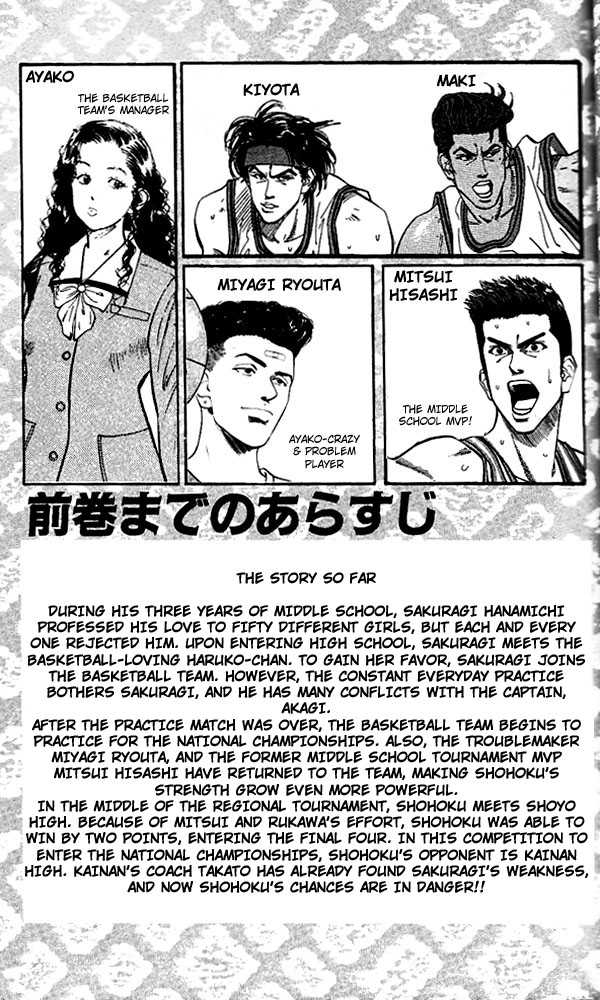 AYAKO
THE BASKETBALL
TEAM'S MANAGER
KIYOTA
MAKI
MIYAGI RYOUTA
AYAKO-CRAZY
& PROBLEM
PLAYER
MITSUI
HISASHI
THE MIDDLE
SCHOOL MVP!
前巻までのあらすじ
THE STORY SO FAR
DURING HIS THREE YEARS OF MIDDLE SCHOOL, SAKURAGI HANAMICHI
PROFESSED HIS LOVE TO FIFTY DIFFERENT GIRLS, BUT EACH AND EVERY
ONE REJECTED HIM. UPON ENTERING HIGH SCHOOL, SAKURAGI MEETS THE
BASKETBALL-LOVING HARUKO-CHAN. TO GAIN HER FAVOR, SAKURAGI JOINS
THE BASKETBALL TEAM. HOWEVER, THE CONSTANT EVERYDAY PRACTICE
BOTHERS SAKURAGI, AND HE HAS MANY CONFLICTS WITH THE CAPTAIN,
AKAGI.
AFTER THE PRACTICE MATCH WAS OVER, THE BASKETBALL TEAM BEGINS TO
PRACTICE FOR THE NATIONAL CHAMPIONSHIPS. ALSO, THE TROUBLEMAKER
MIYAGI RYOUTA, AND THE FORMER MIDDLE SCHOOL TOURNAMENT MVP
MITSUI HISASHI HAVE RETURNED TO THE TEAM, MAKING SHOHOKU'S
STRENGTH GROW EVEN MORE POWERFUL.
IN THE MIDDLE OF THE REGIONAL TOURNAMENT, SHOHOKU MEETS SHOYO
HIGH. BECAUSE OF MITSUI AND RUKAWA'S EFFORT, SHOHOKU WAS ABLE TO
WIN BY TWO POINTS, ENTERING THE FINAL FOUR. IN THIS COMPETITION TO
ENTER THE NATIONAL CHAMPIONSHIPS, SHOHOKU'S OPPONENT IS KAINAN
HIGH. KAINAN'S COACH TAKATO HAS ALREADY FOUND SAKURAGI'S WEAKNESS,
AND NOW SHOHOKU'S CHANCES ARE IN DANGER!!